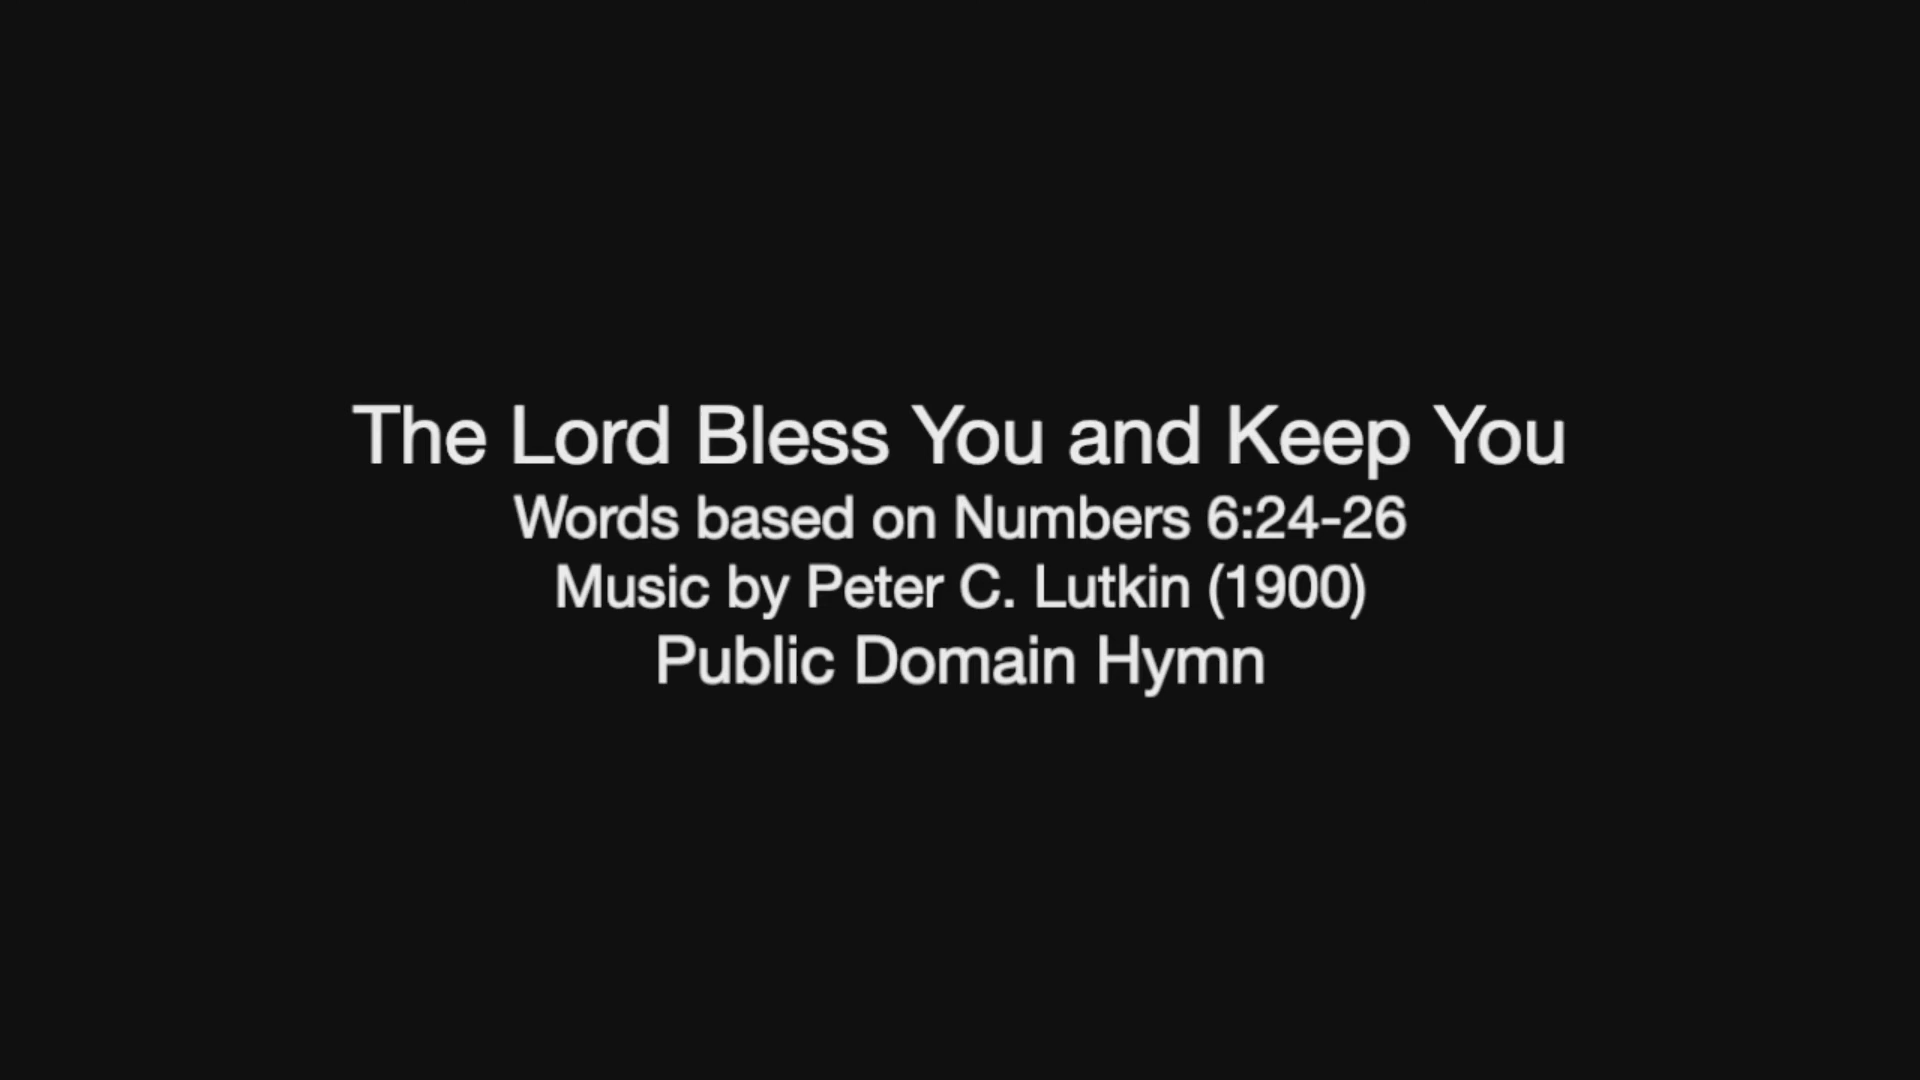 The Lord Bless You and Keep You
Words based on Numbers 6:24-26
Music by Peter C. Lutkin (1900)
Public Domain Hymn